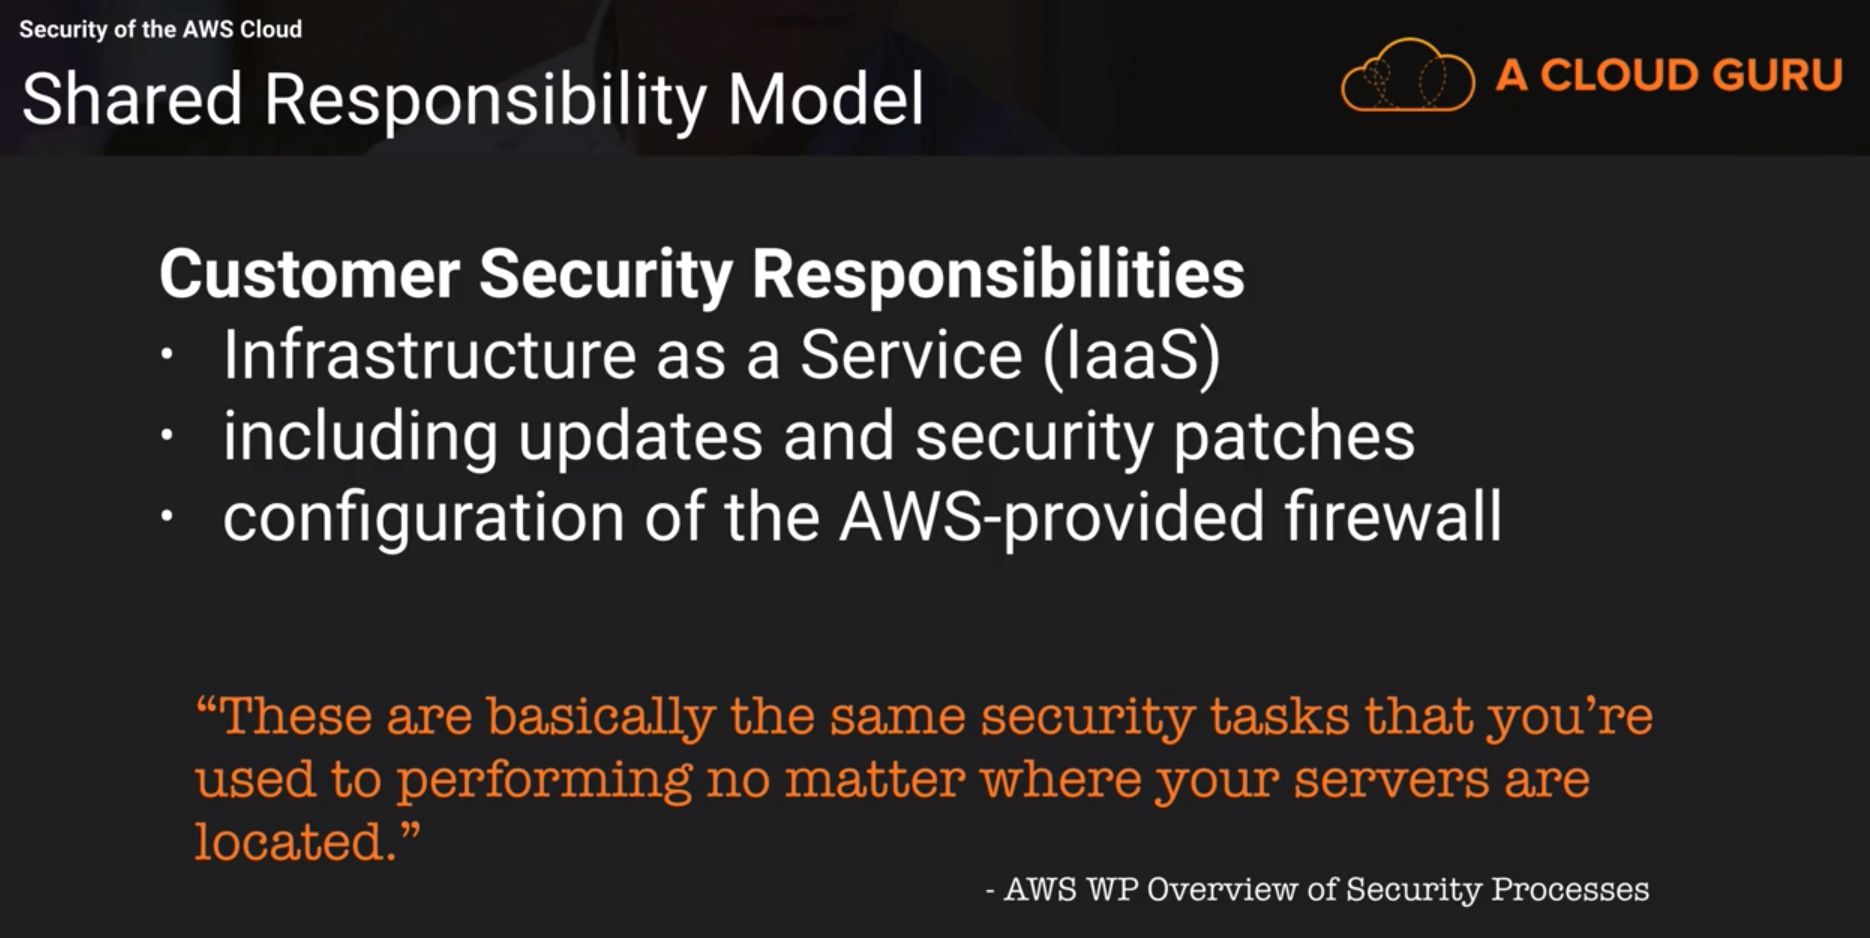 Security of the AWS Cloud
Shared Responsibility Model
A CLOUD GURU
Customer Security Responsibilities
• Infrastructure as a Service (IaaS)
• including updates and security patches
• configuration of the AWS-provided firewall
“These are basically the same security tasks that you’re
used to performing no matter where your servers are
located.”
- AWS WP Overview of Security Processes